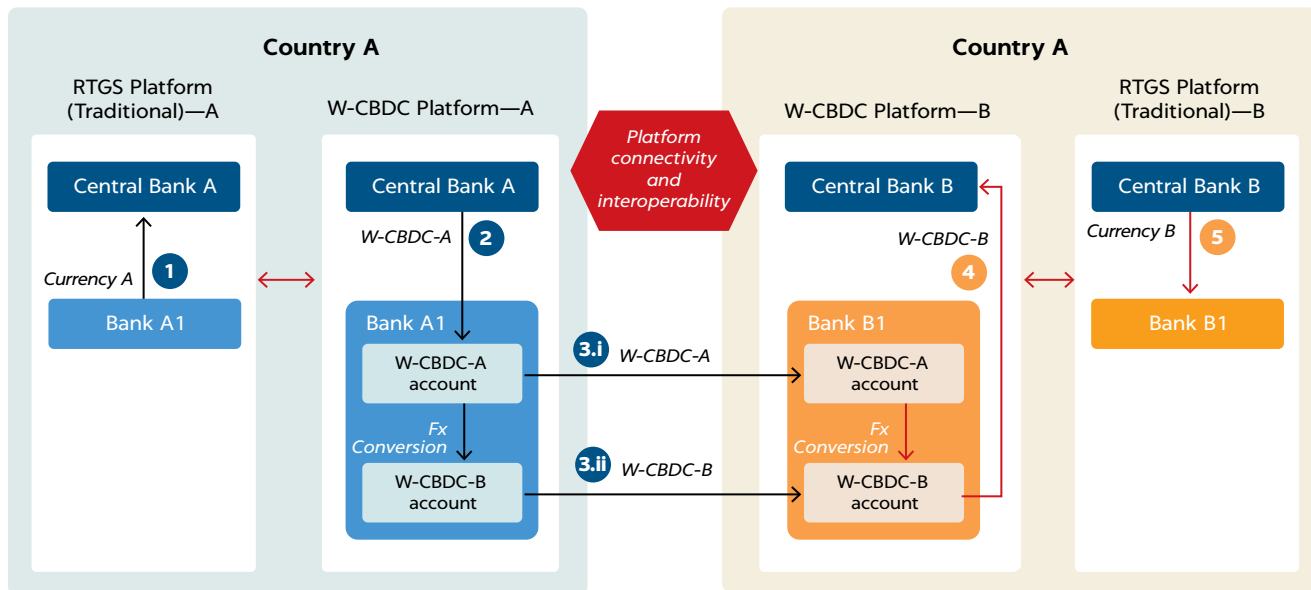 Country A
RTGS Platform
(Traditional)—A
W-CBDC Platform—A
Central Bank A
Currency A
1
Bank A1
Central Bank A
W-CBDC-A
2
Bank A1
W-CBDC-A
account
Fx
Conversion
W-CBDC-B
account
Platform
connectivity
and
interoperability
3.i
W-CBDC-A
3.ii
W-CBDC-B
Country A
W-CBDC Platform—B
RTGS Platform
(Traditional)—B
Central Bank B
W-CBDC-B
4
Bank B1
W-CBDC-A
account
Fx
Conversion
W-CBDC-B
account
Central Bank B
Currency B
5
Bank B1